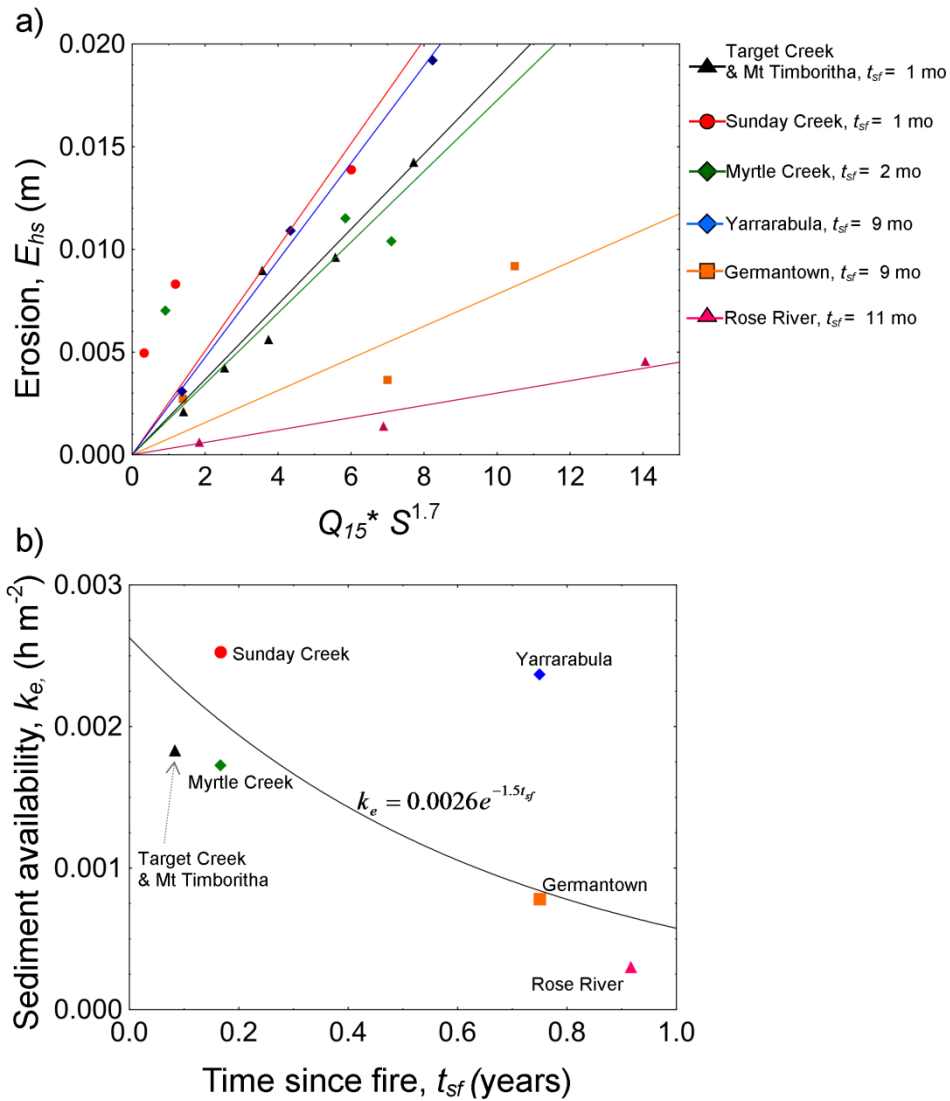 a)
0.020
0.015
0.010
0.005
0.000
Erosion, E_hs (m)
0 2 4 6 8 10 12 14
Q_15* S^1.7
Target Creek
& Mt Timboritha, t_sf = 1 mo
Sunday Creek, t_sf = 1 mo
Myrtle Creek, t_sf = 2 mo
Yarrarabula, t_sf = 9 mo
Germantown, t_sf = 9 mo
Rose River, t_sf = 11 mo
b)
0.003
0.002
0.001
0.000
Sediment availability, k_e, (h m^-2)
Sunday Creek
Yarrarabula
Myrtle Creek
k_e = 0.0026e^-1.5t_sf
Target Creek
& Mt Timboritha
Germantown
Rose River
0.0 0.2 0.4 0.6 0.8 1.0
Time since fire, t_sf (years)